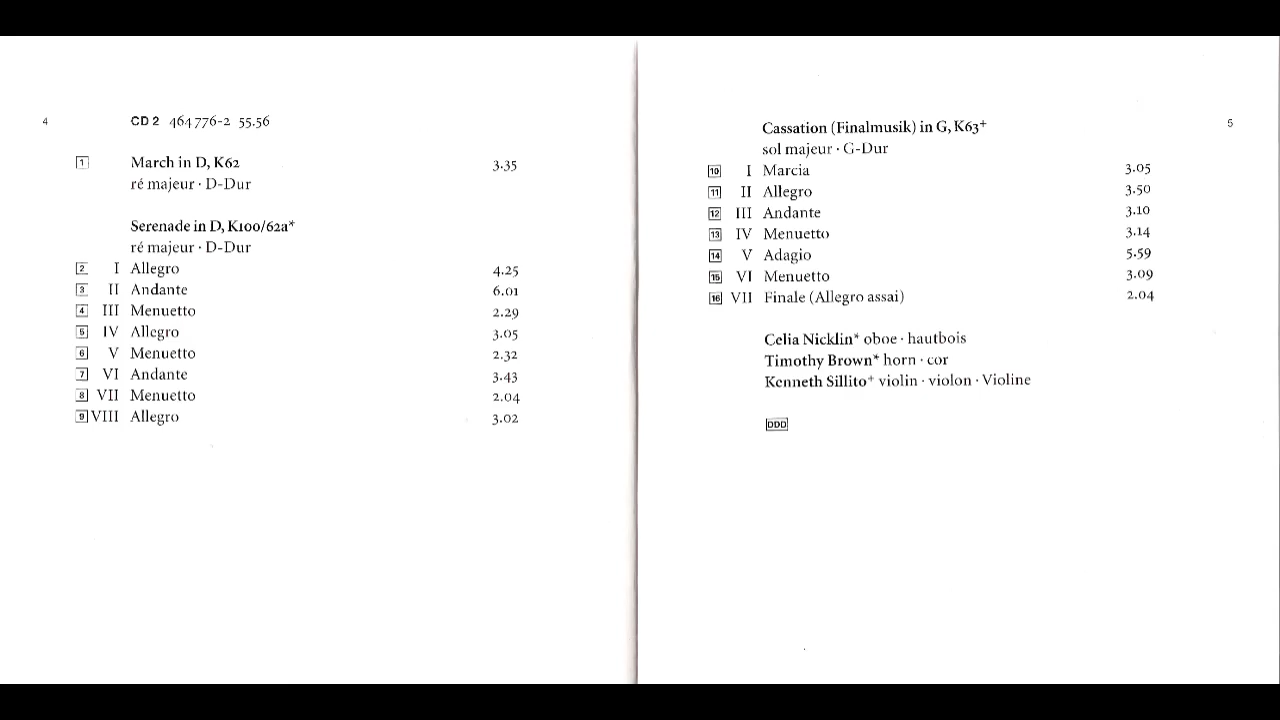 4
CD 2 464 776-2 55.56
1 March in D, K62 3.35
ré majeur · D-Dur
Serenade in D, K100/62a*
ré majeur · D-Dur
2 I Allegro 4.25
3 II Andante 6.01
4 III Menuetto 2.29
5 IV Allegro 3.05
6 V Menuetto 2.32
7 VI Andante 3.43
8 VII Menuetto 2.04
9 VIII Allegro 3.02
5
Cassation (Finalmusik) in G, K63+
sol majeur · G-Dur
10 I Marcia 3.05
11 II Allegro 3.50
12 III Andante 3.10
13 IV Menuetto 3.14
14 V Adagio 5.59
15 VI Menuetto 3.09
16 VII Finale (Allegro assai) 2.04
Celia Nicklin* oboe · hautbois
Timothy Brown* horn · cor
Kenneth Sillito+ violin · violon · Violine
DDD